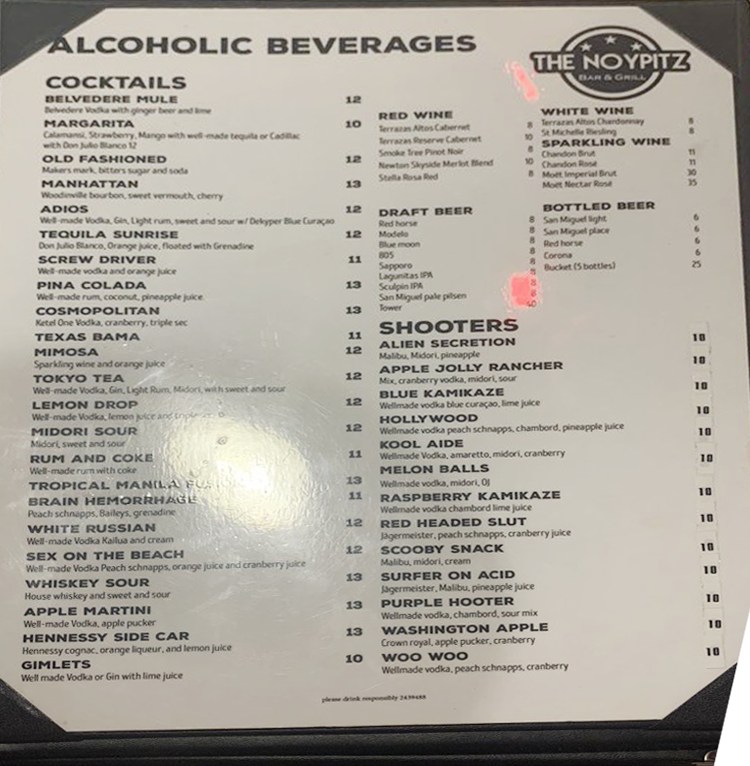 ALCOHOLIC BEVERAGES
THE NOYPITZ
BAR & GRILL
COCKTAILS
BELVEDERE MULE 12
Belvedere Vodka with ginger beer and lime
MARGARITA 10
Calamansi, Strawberry, Mango with well-made tequila or Cadillac
with Don Julio Blanco 12
OLD FASHIONED 12
Makers mark, bitters sugar and soda
MANHATTAN 13
Woodinville bourbon, sweet vermouth, cherry
ADIOS 12
Well-made Vodka, Gin, Light rum, sweet and sour w/ Dekyper Blue Curaçao
TEQUILA SUNRISE 12
Don Julio Blanco, Orange juice, floated with Grenadine
SCREW DRIVER 11
Well-made vodka and orange juice
PINA COLADA 13
Well-made rum, coconut, pineapple juice
COSMOPOLITAN 13
Ketel One Vodka, cranberry, triple sec
TEXAS BAMA 11
MIMOSA 12
Sparkling wine and orange juice
TOKYO TEA 12
Well-made Vodka, Gin, Light Rum, Midori, with sweet and sour
LEMON DROP 12
Well-made Vodka, lemon juice and triple
MIDORI SOUR 12
Midori, sweet and sour
RUM AND COKE 11
Well-made rum with coke
TROPICAL MANILA 13
BRAIN HEMORRHAGE 11
Peach schnapps, Baileys, grenadine
WHITE RUSSIAN 12
Well-made Vodka Kailua and cream
SEX ON THE BEACH 12
Well-made Vodka Peach schnapps, orange juice and cranberry juice
WHISKEY SOUR 13
House whiskey and sweet and sour
APPLE MARTINI 13
Well-made Vodka, apple pucker
HENNESSY SIDE CAR 13
Hennessy cognac, orange liqueur, and lemon juice
GIMLETS 10
Well made Vodka or Gin with lime juice
RED WINE
Terrazas Altos Cabernet 8
Terrazas Reserve Cabernet 10
Smoke Tree Pinot Noir 8
Newton Skyside Merlot Blend 10
Stella Rosa Red 8
WHITE WINE
Terrazas Altos Chardonnay 8
St Michelle Riesling 8
SPARKLING WINE
Chandon Brut 11
Chandon Rosé 11
Moët Imperial Brut 30
Moët Nectar Rosé 35
DRAFT BEER
Red horse 8
Modelo 8
Blue moon 8
805 8
Sapporo 8
Lagunitas IPA 8
Sculpin IPA 8
San Miguel pale pilsen 8
Tower 40
BOTTLED BEER
San Miguel light 6
San Miguel place 6
Red horse 6
Corona 6
Bucket (5 bottles) 25
SHOOTERS
ALIEN SECRETION 10
Malibu, Midori, pineapple
APPLE JOLLY RANCHER 10
Mix, cranberry vodka, midori, sour
BLUE KAMIKAZE 10
Wellmade vodka blue curaçao, lime juice
HOLLYWOOD 10
Wellmade vodka peach schnapps, chambord, pineapple juice
KOOL AIDE 10
Wellmade Vodka, amaretto, midori, cranberry
MELON BALLS 10
Wellmade vodka, midori, OJ
RASPBERRY KAMIKAZE 10
Wellmade vodka chambord lime juice
RED HEADED SLUT 10
Jägermeister, peach schnapps, cranberry juice
SCOOBY SNACK 10
Malibu, midori, cream
SURFER ON ACID 10
Jägermeister, Malibu, pineapple juice
PURPLE HOOTER 10
Wellmade vodka, chambord, sour mix
WASHINGTON APPLE 10
Crown royal, apple pucker, cranberry
WOO WOO 10
Wellmade vodka, peach schnapps, cranberry
please drink responsibly 2439488